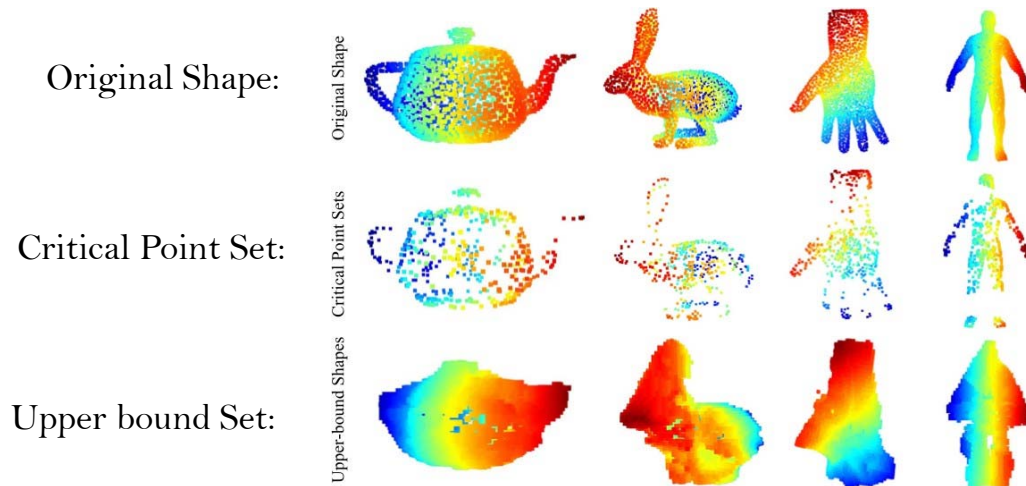 Original Shape:
Original Shape
Critical Point Set:
Critical Point Sets
Upper bound Set:
Upper-bound Shapes